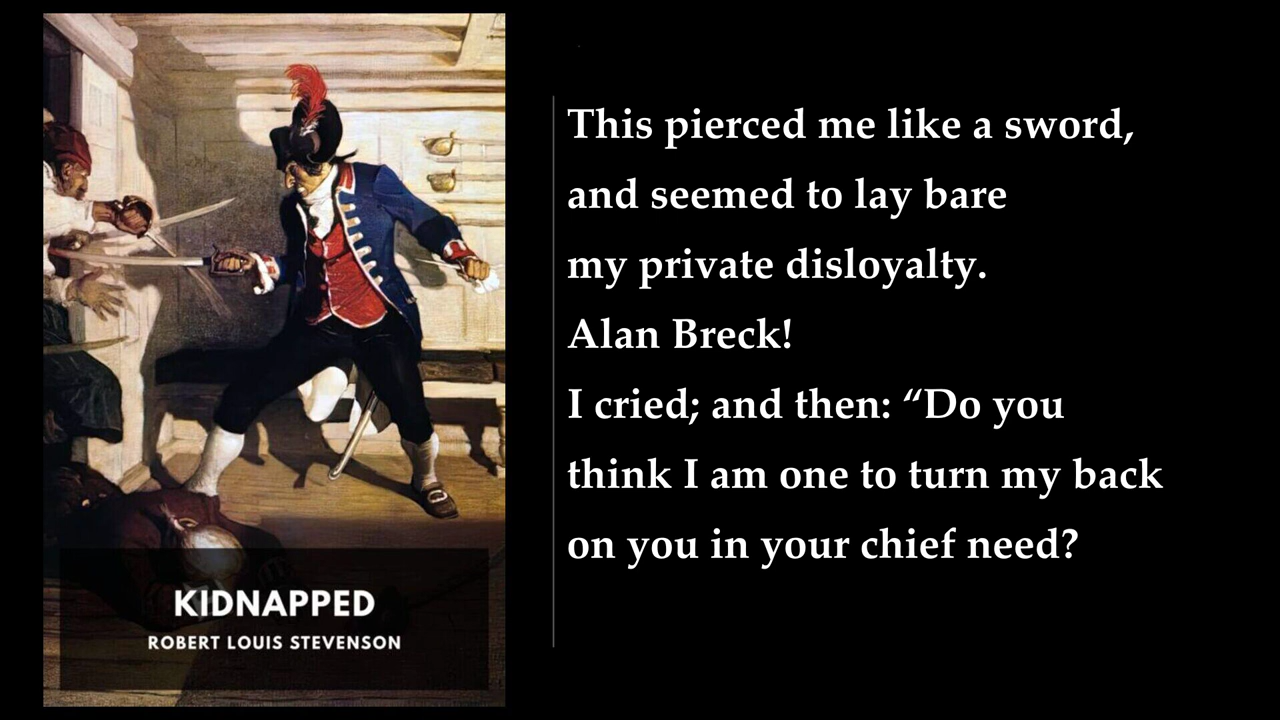 KIDNAPPED
ROBERT LOUIS STEVENSON
This pierced me like a sword,
and seemed to lay bare
my private disloyalty.
Alan Breck!
I cried; and then: “Do you
think I am one to turn my back
on you in your chief need?